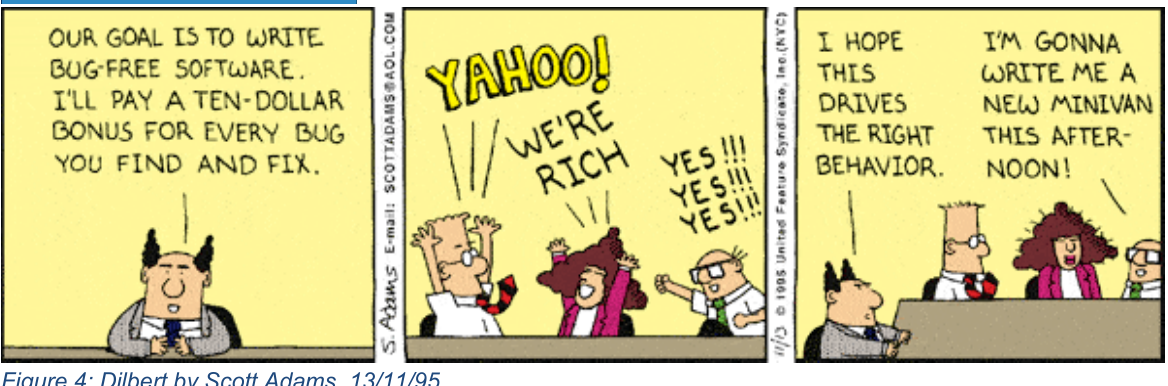 OUR GOAL IS TO WRITE
BUG-FREE SOFTWARE.
I'LL PAY A TEN-DOLLAR
BONUS FOR EVERY BUG
YOU FIND AND FIX.
S. Adams E-mail: SCOTTADAMS@AOL.COM
YAHOO!
WE'RE
RICH
YES!!!
YES!!!
YES!!!
11/13 © 1995 United Feature Syndicate, Inc.(NYC)
I HOPE
THIS
DRIVES
THE RIGHT
BEHAVIOR.
I'M GONNA
WRITE ME A
NEW MINIVAN
THIS AFTER-
NOON!
Figure 4: Dilbert by Scott Adams, 13/11/95